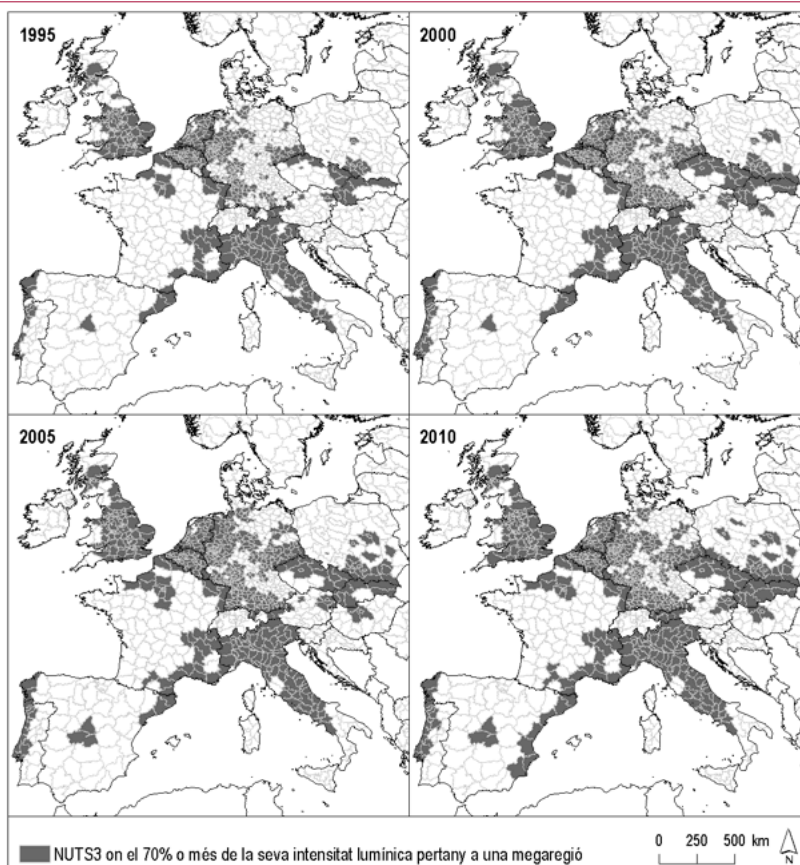 1995
2000
2005
2010
NUTS3 on el 70% o més de la seva intensitat lumínica pertany a una megaregió
0 250 500 km
N